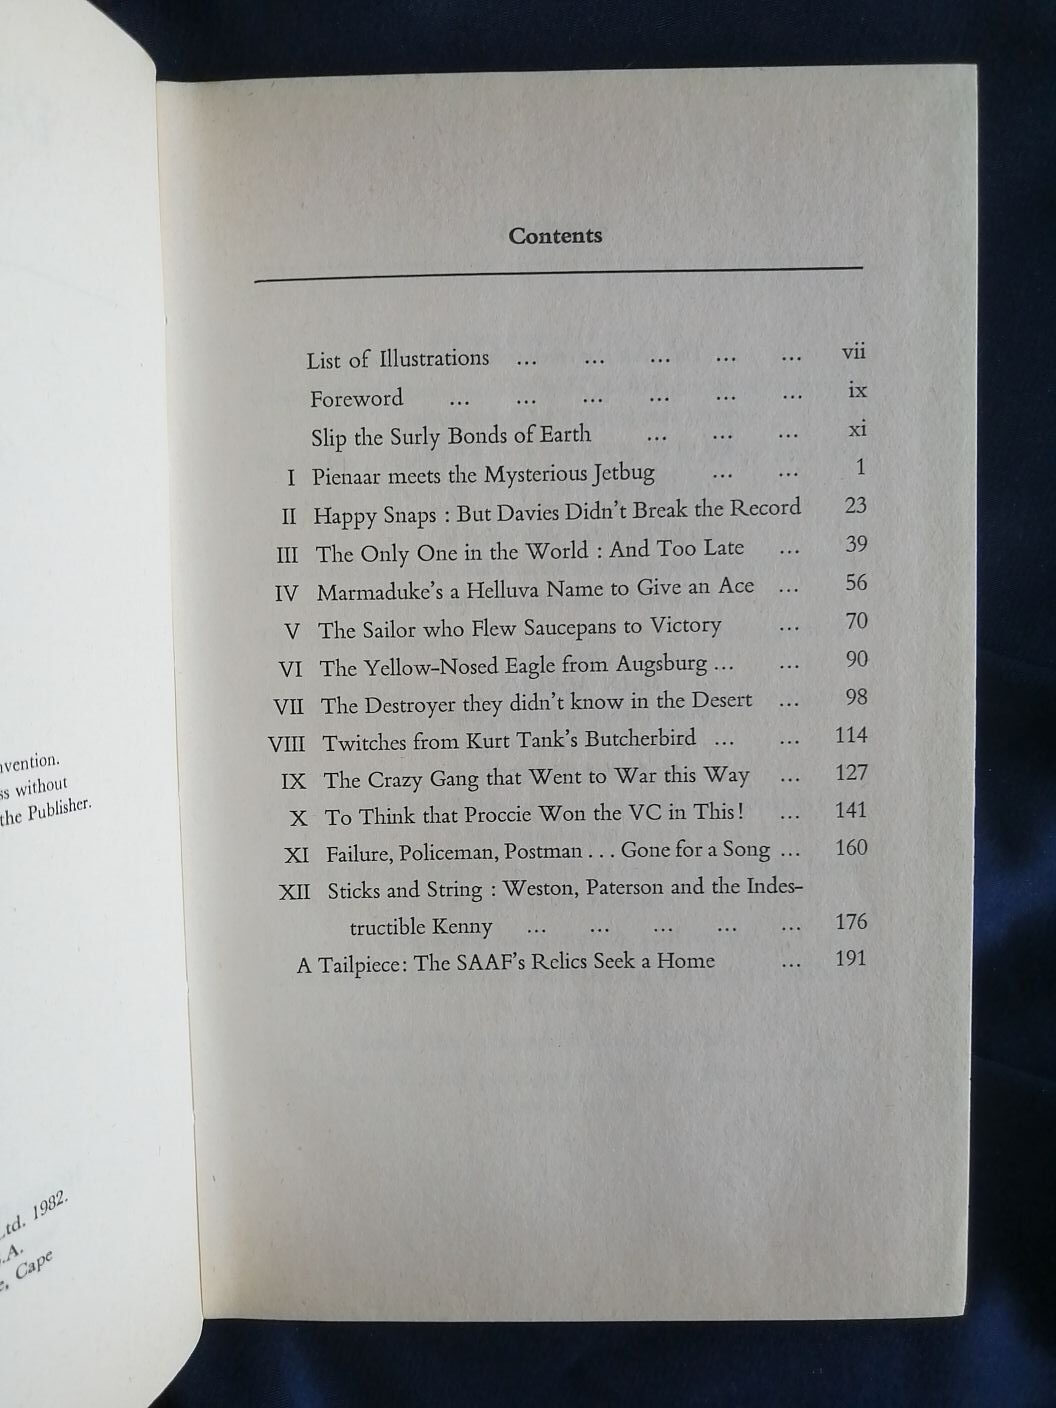 nvention.
ss without
the Publisher.
Ltd. 1982.
.A.
e, Cape
Contents
List of Illustrations ... ... ... ... ... vii
Foreword ... ... ... ... ... ... ix
Slip the Surly Bonds of Earth ... ... ... xi
I Pienaar meets the Mysterious Jetbug ... ... 1
II Happy Snaps : But Davies Didn't Break the Record 23
III The Only One in the World : And Too Late ... 39
IV Marmaduke's a Helluva Name to Give an Ace ... 56
V The Sailor who Flew Saucepans to Victory ... 70
VI The Yellow-Nosed Eagle from Augsburg ... ... 90
VII The Destroyer they didn't know in the Desert ... 98
VIII Twitches from Kurt Tank's Butcherbird ... ... 114
IX The Crazy Gang that Went to War this Way ... 127
X To Think that Proccie Won the VC in This! ... 141
XI Failure, Policeman, Postman . . . Gone for a Song ... 160
XII Sticks and String : Weston, Paterson and the Indes-
tructible Kenny ... ... ... ... ... 176
A Tailpiece: The SAAF's Relics Seek a Home ... 191